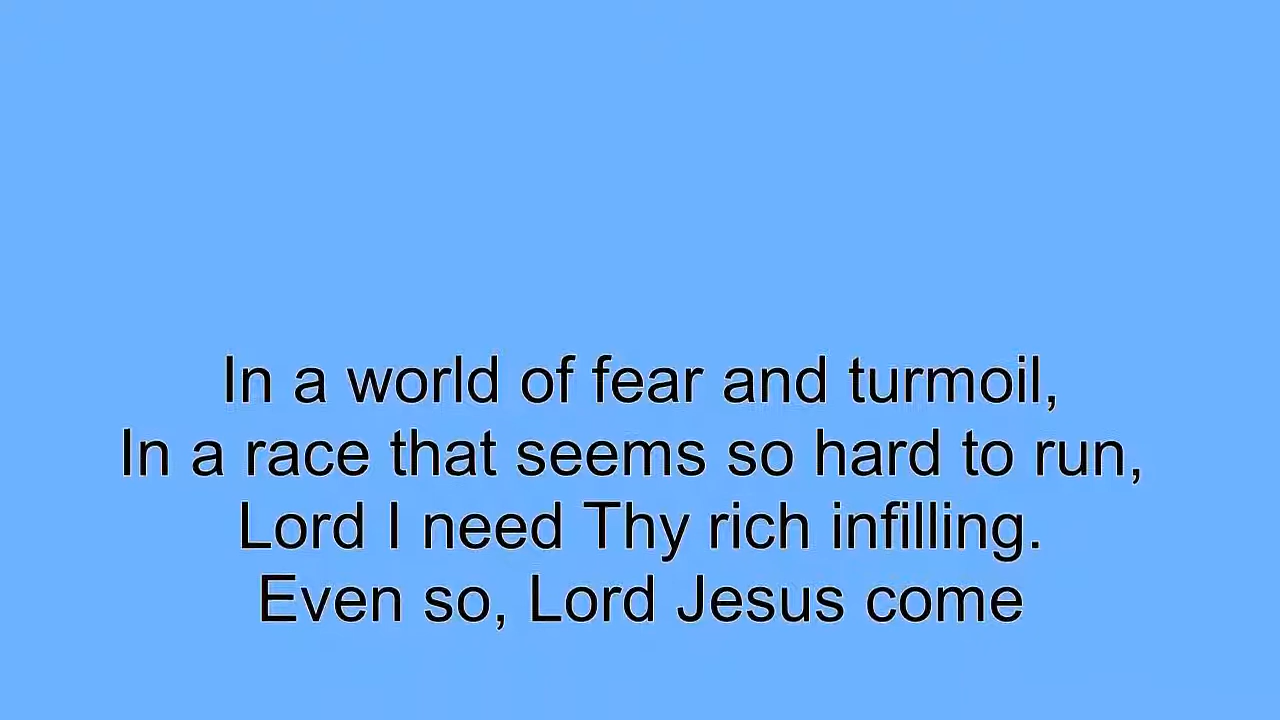 In a world of fear and turmoil,
In a race that seems so hard to run,
Lord I need Thy rich infilling.
Even so, Lord Jesus come